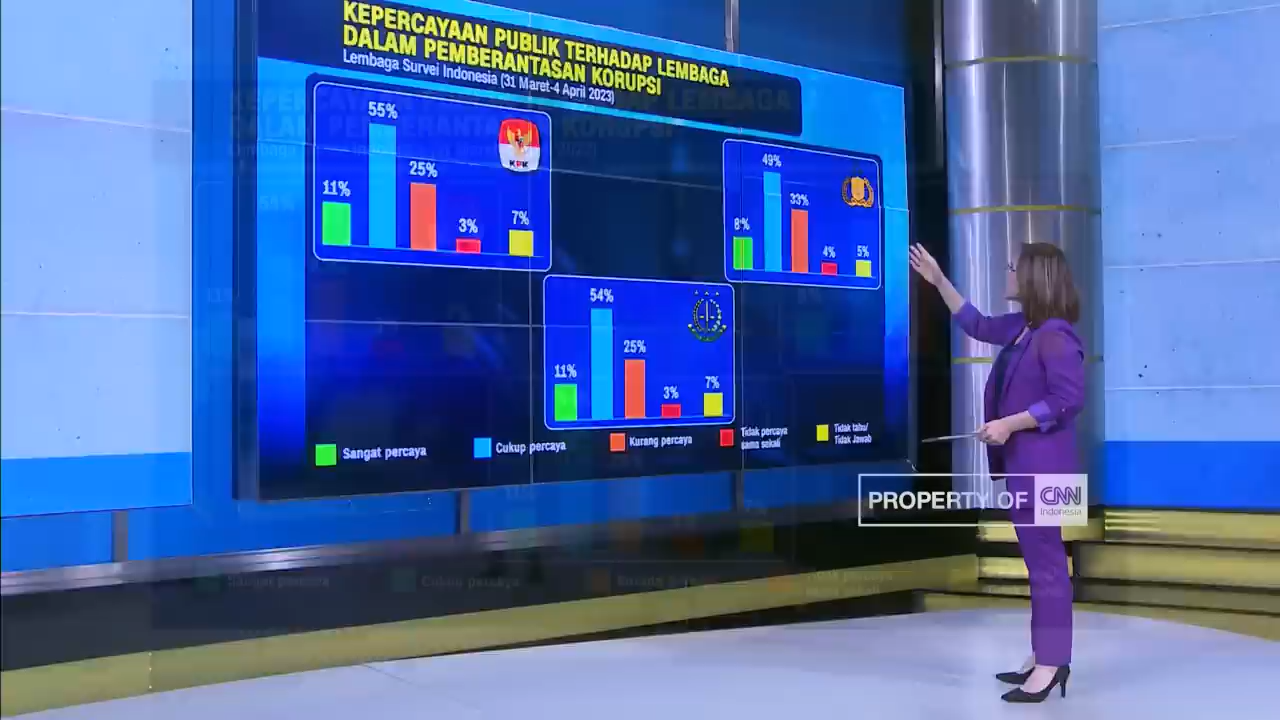 KEPERCAYAAN PUBLIK TERHADAP LEMBAGA
DALAM PEMBERANTASAN KORUPSI
Lembaga Survei Indonesia (31 Maret-4 April 2023)
11%
55%
25%
3%
7%
KPK
8%
49%
33%
4%
5%
11%
54%
25%
3%
7%
Sangat percaya
Cukup percaya
Kurang percaya
Tidak percaya
sama sekali
Tidak tahu/
Tidak Jawab
PROPERTY OF CNN
Indonesia